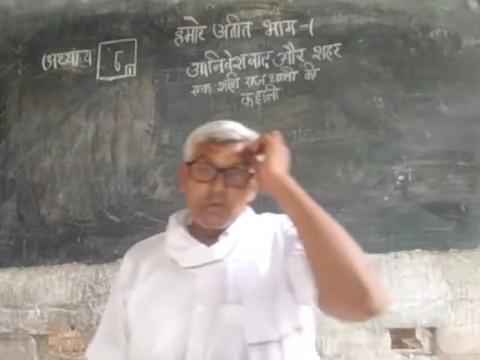 हमारे अतीत भाग-1
अध्याय 6
उपनिवेशवाद और शहर
एक शाही राजधानी की
कहानी